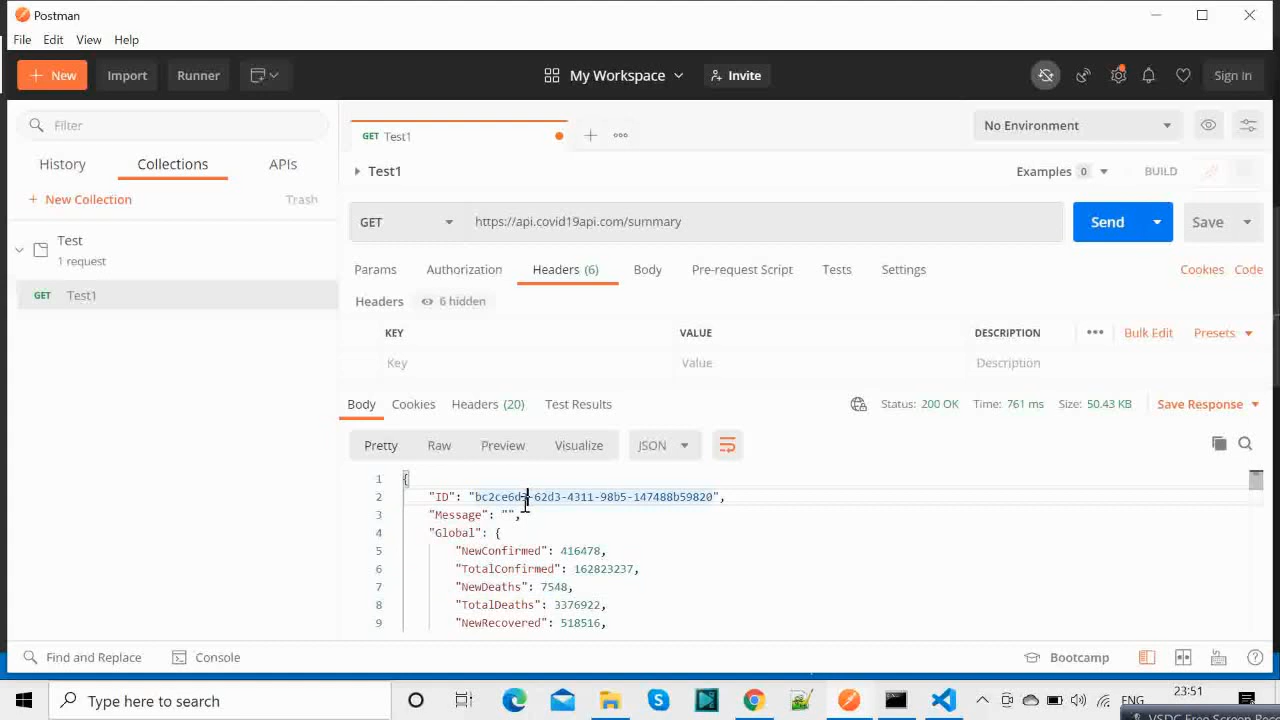 Postman
File Edit View Help
New Import Runner My Workspace Invite Sign In
Filter
History Collections APIs
New Collection Trash
Test
1 request
GET Test1
GET Test1
No Environment
Test1 Examples 0 BUILD
GET https://api.covid19api.com/summary Send Save
Params Authorization Headers (6) Body Pre-request Script Tests Settings Cookies Code
Headers 6 hidden
KEY VALUE DESCRIPTION Bulk Edit Presets
Key Value Description
Body Cookies Headers (20) Test Results Status: 200 OK Time: 761 ms Size: 50.43 KB Save Response
Pretty Raw Preview Visualize JSON
1 {
2 "ID": -62d3-4311-98b5-147488b59820",
3 "Message": "",
4 "Global": {
5 "NewConfirmed": 416478,
6 "TotalConfirmed": 162823237,
7 "NewDeaths": 7548,
8 "TotalDeaths": 3376922,
9 "NewRecovered": 518516,
Find and Replace Console Bootcamp
Type here to search ENG 23:51
VSDC Free Screen